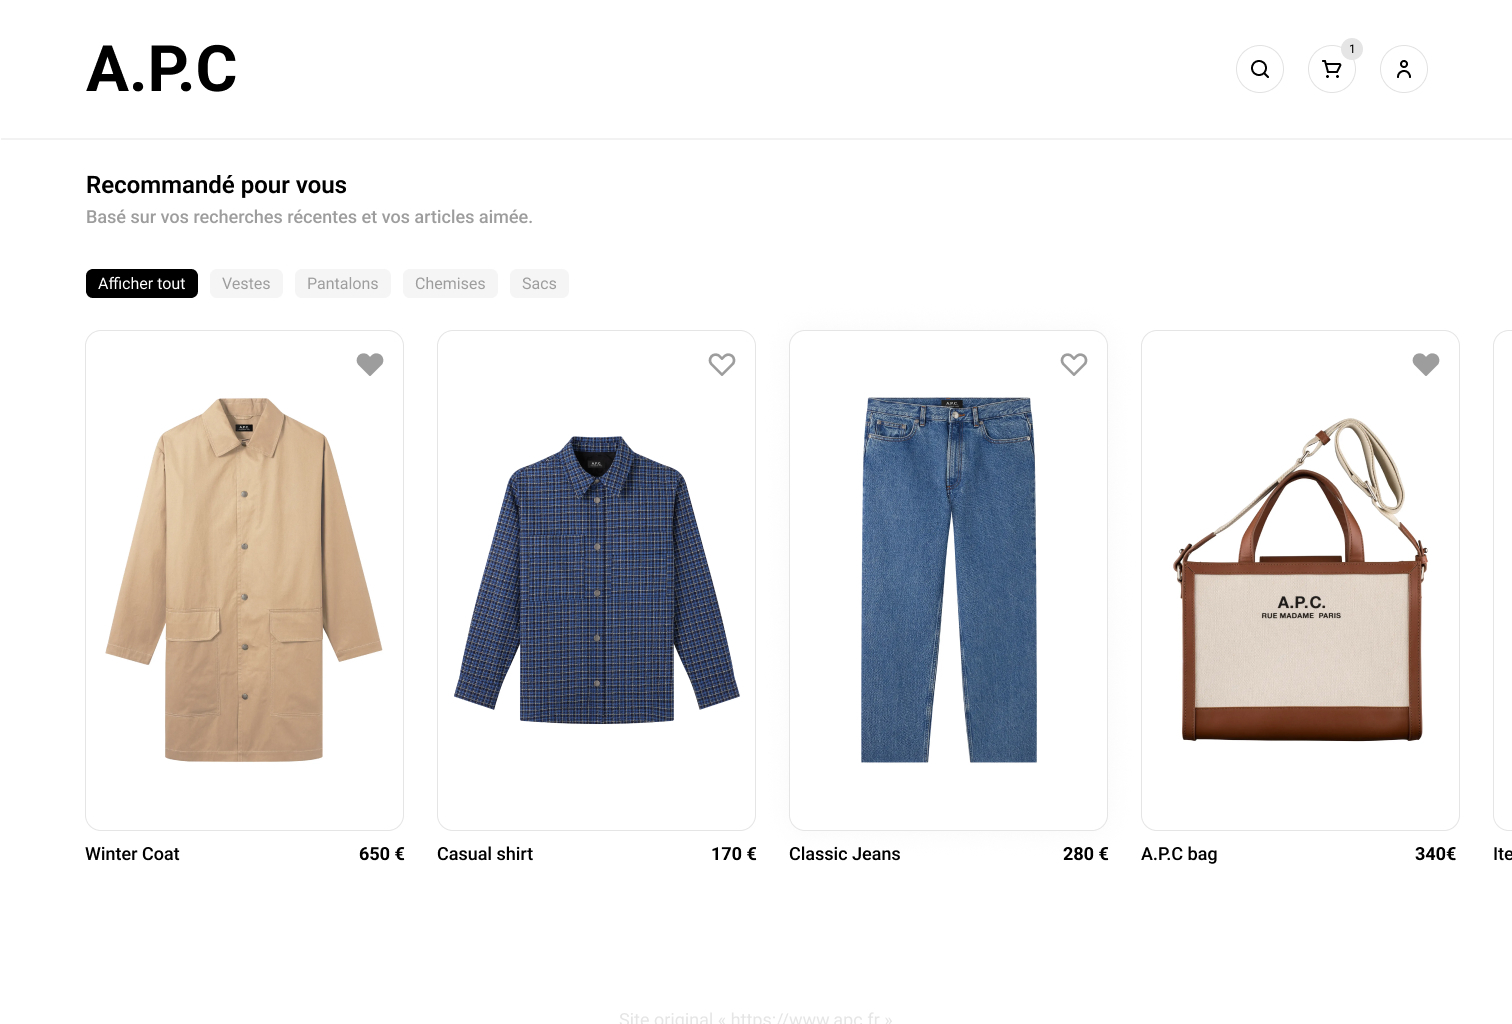 A.P.C
1
Recommandé pour vous
Basé sur vos recherches récentes et vos articles aimée.
Afficher tout
Vestes
Pantalons
Chemises
Sacs
A.P.C.
A.P.C.
A.P.C.
A.P.C.
RUE MADAME PARIS
Winter Coat
650 €
Casual shirt
170 €
Classic Jeans
280 €
A.P.C bag
340€
Ite
Site original « https://www.apc.fr »